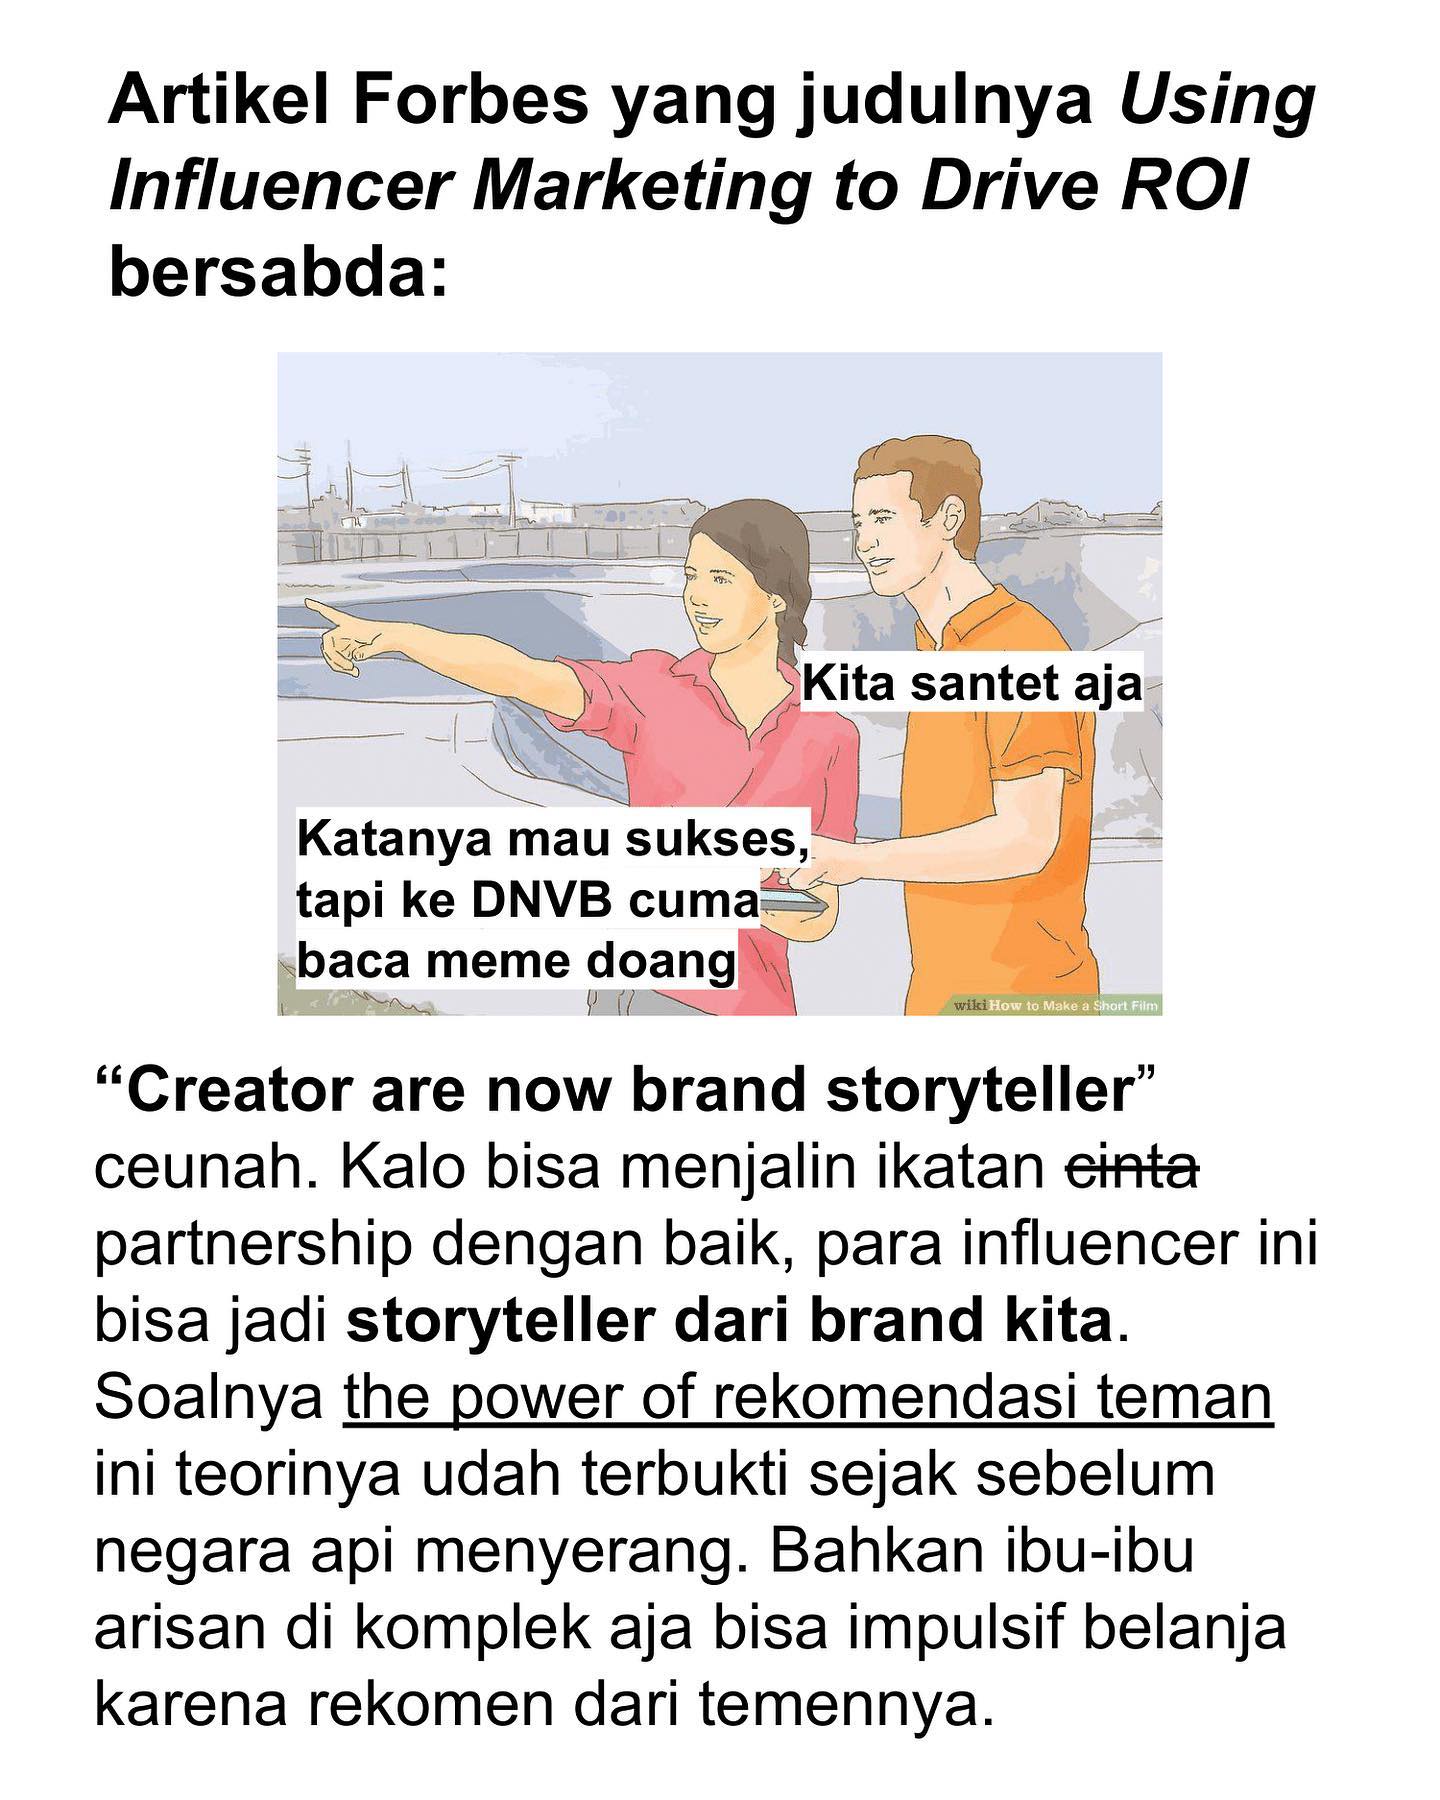 Artikel Forbes yang judulnya Using
Influencer Marketing to Drive ROI
bersabda:
Kita santet aja
Katanya mau sukses,
tapi ke DNVB cuma
baca meme doang
wikiHow to Make a Short Film
“Creator are now brand storyteller”
ceunah. Kalo bisa menjalin ikatan cinta
partnership dengan baik, para influencer ini
bisa jadi storyteller dari brand kita.
Soalnya the power of rekomendasi teman
ini teorinya udah terbukti sejak sebelum
negara api menyerang. Bahkan ibu-ibu
arisan di komplek aja bisa impulsif belanja
karena rekomen dari temennya.